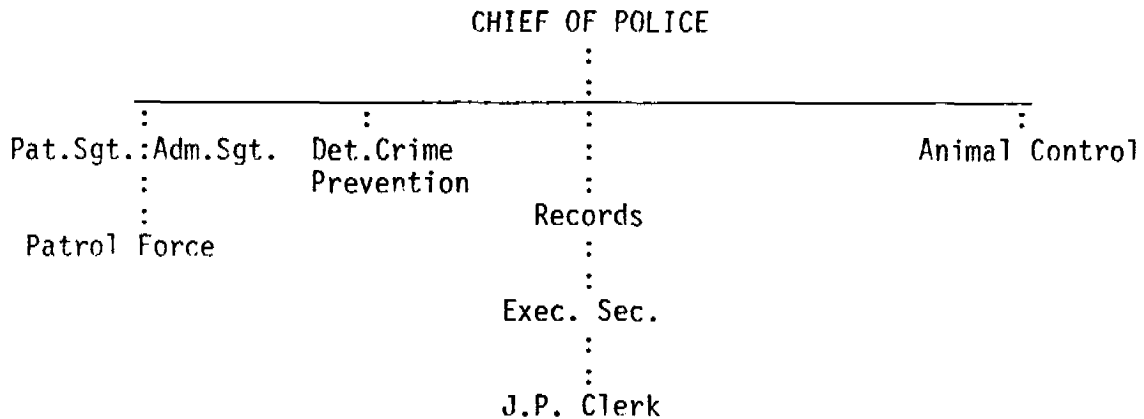 CHIEF OF POLICE
Pat.Sgt.:Adm.Sgt. Det.Crime Animal Control
Prevention
Records
Patrol Force
Exec. Sec.
J.P. Clerk